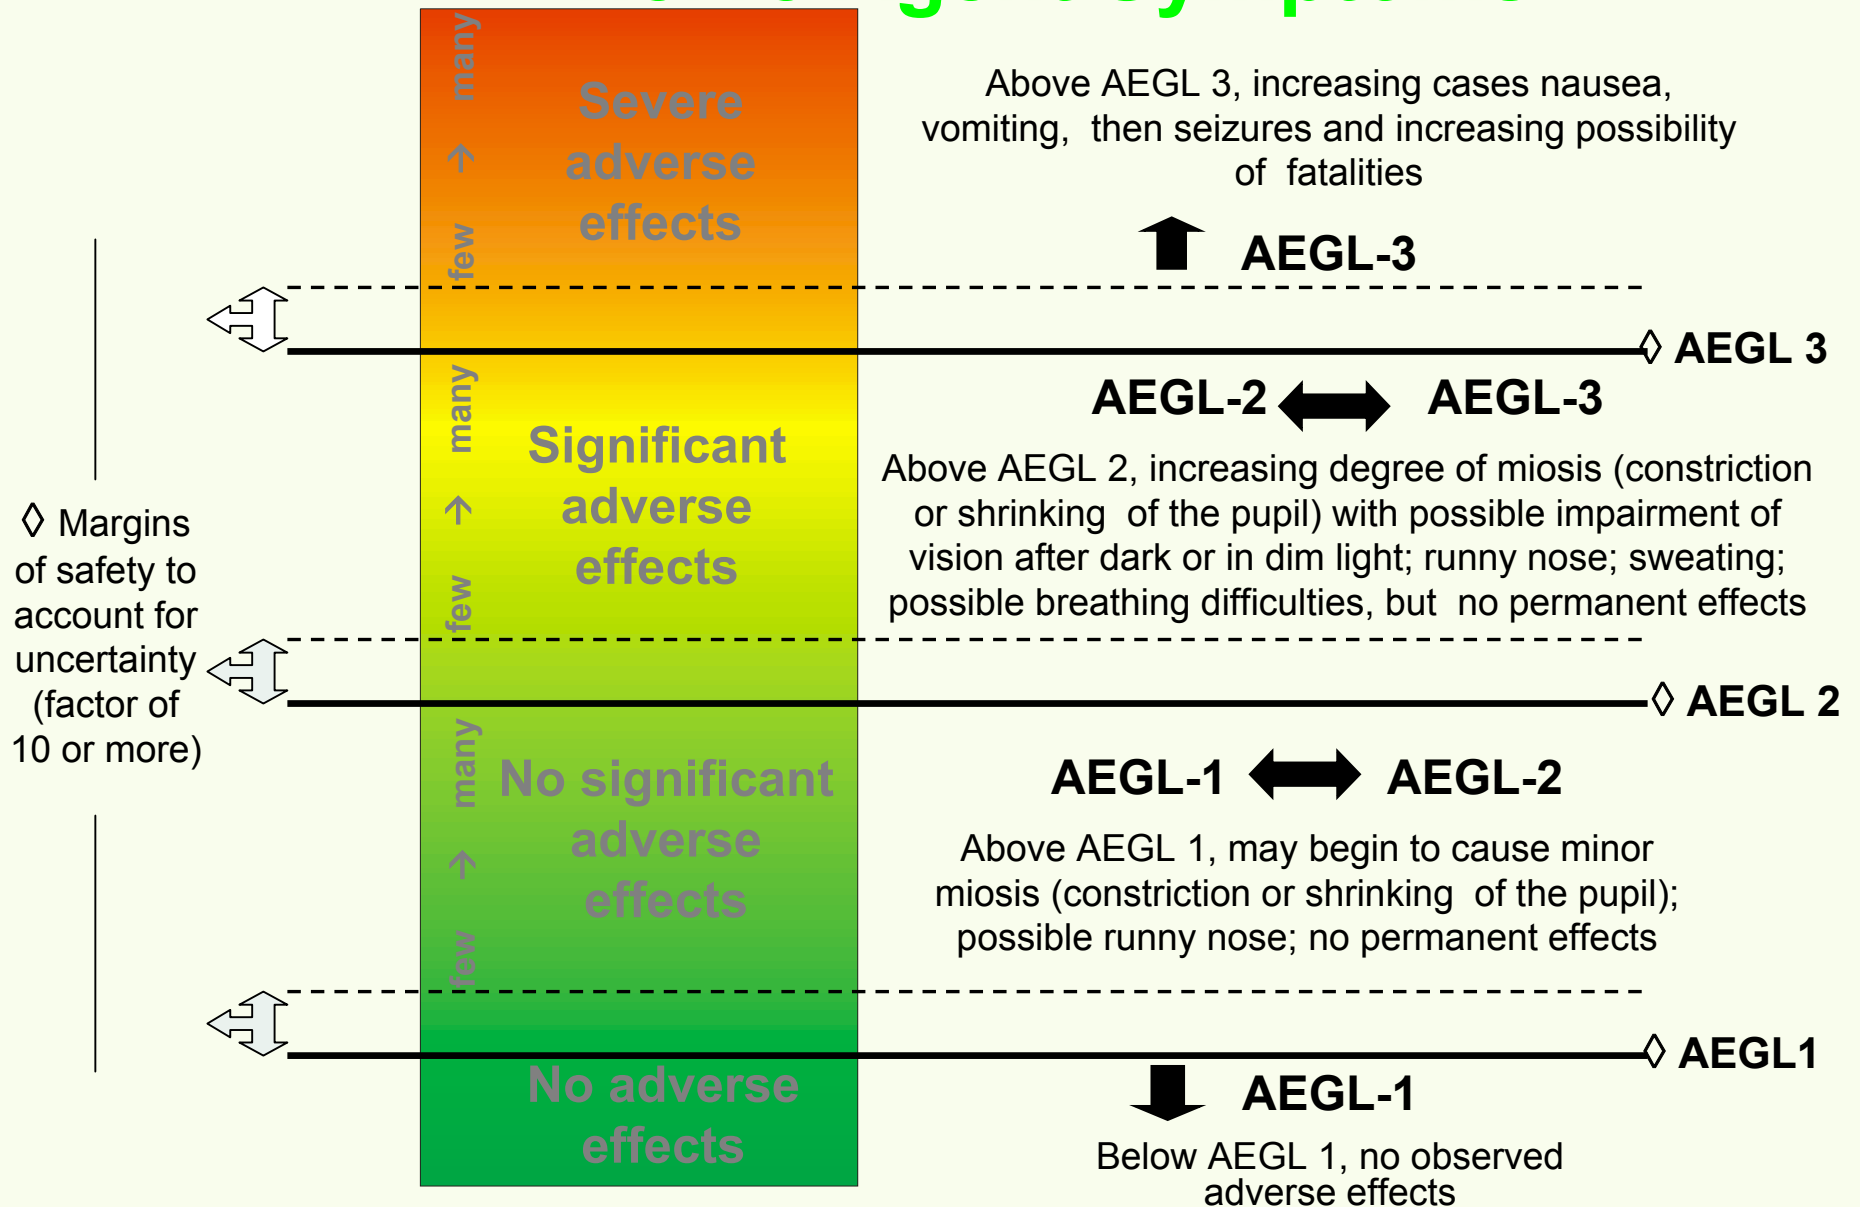 many
↑
few
Severe
adverse
effects
Above AEGL 3, increasing cases nausea,
vomiting, then seizures and increasing possibility
of fatalities
AEGL-3
◊ AEGL 3
many
↑
few
Significant
adverse
effects
AEGL-2 AEGL-3
Above AEGL 2, increasing degree of miosis (constriction
or shrinking of the pupil) with possible impairment of
vision after dark or in dim light; runny nose; sweating;
possible breathing difficulties, but no permanent effects
◊ Margins
of safety to
account for
uncertainty
(factor of
10 or more)
◊ AEGL 2
many
↑
few
No significant
adverse
effects
AEGL-1 AEGL-2
Above AEGL 1, may begin to cause minor
miosis (constriction or shrinking of the pupil);
possible runny nose; no permanent effects
◊ AEGL1
No adverse
effects
AEGL-1
Below AEGL 1, no observed
adverse effects